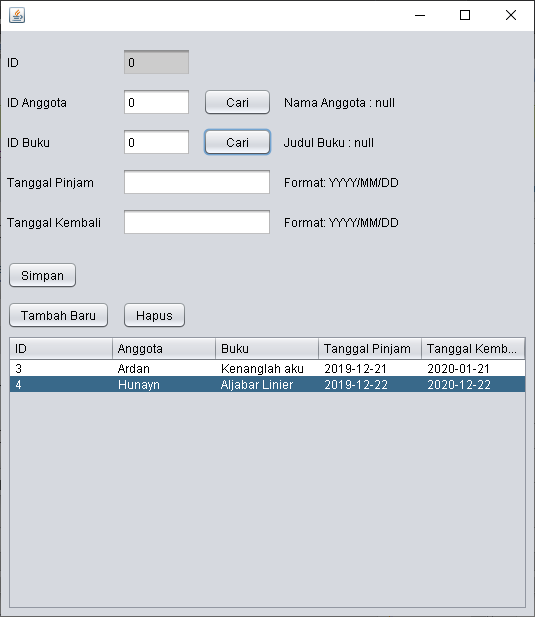 ID 0
ID Anggota 0 Cari Nama Anggota : null
ID Buku 0 Cari Judul Buku : null
Tanggal Pinjam Format: YYYY/MM/DD
Tanggal Kembali Format: YYYY/MM/DD
Simpan
Tambah Baru Hapus
ID Anggota Buku Tanggal Pinjam Tanggal Kemb...
3 Ardan Kenanglah aku 2019-12-21 2020-01-21
4 Hunayn Aljabar Linier 2019-12-22 2020-12-22